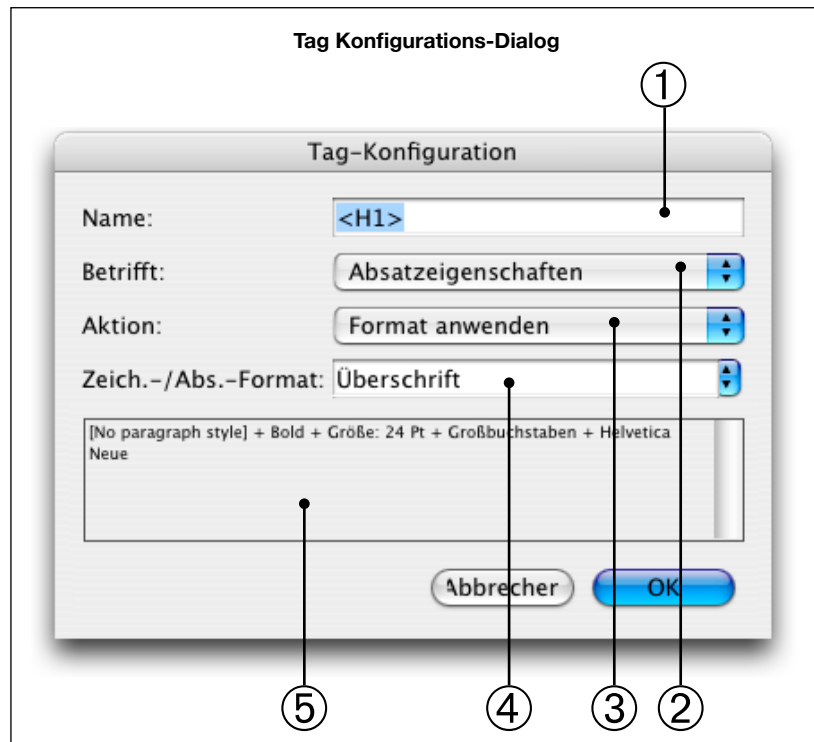 Tag Konfigurations-Dialog
①
Tag-Konfiguration
Name: <H1>
Betrifft: Absatzeigenschaften
Aktion: Format anwenden
Zeich.-/Abs.-Format: Überschrift
[No paragraph style] + Bold + Größe: 24 Pt + Großbuchstaben + Helvetica
Neue
Abbrecher OK
⑤ ④ ③ ②